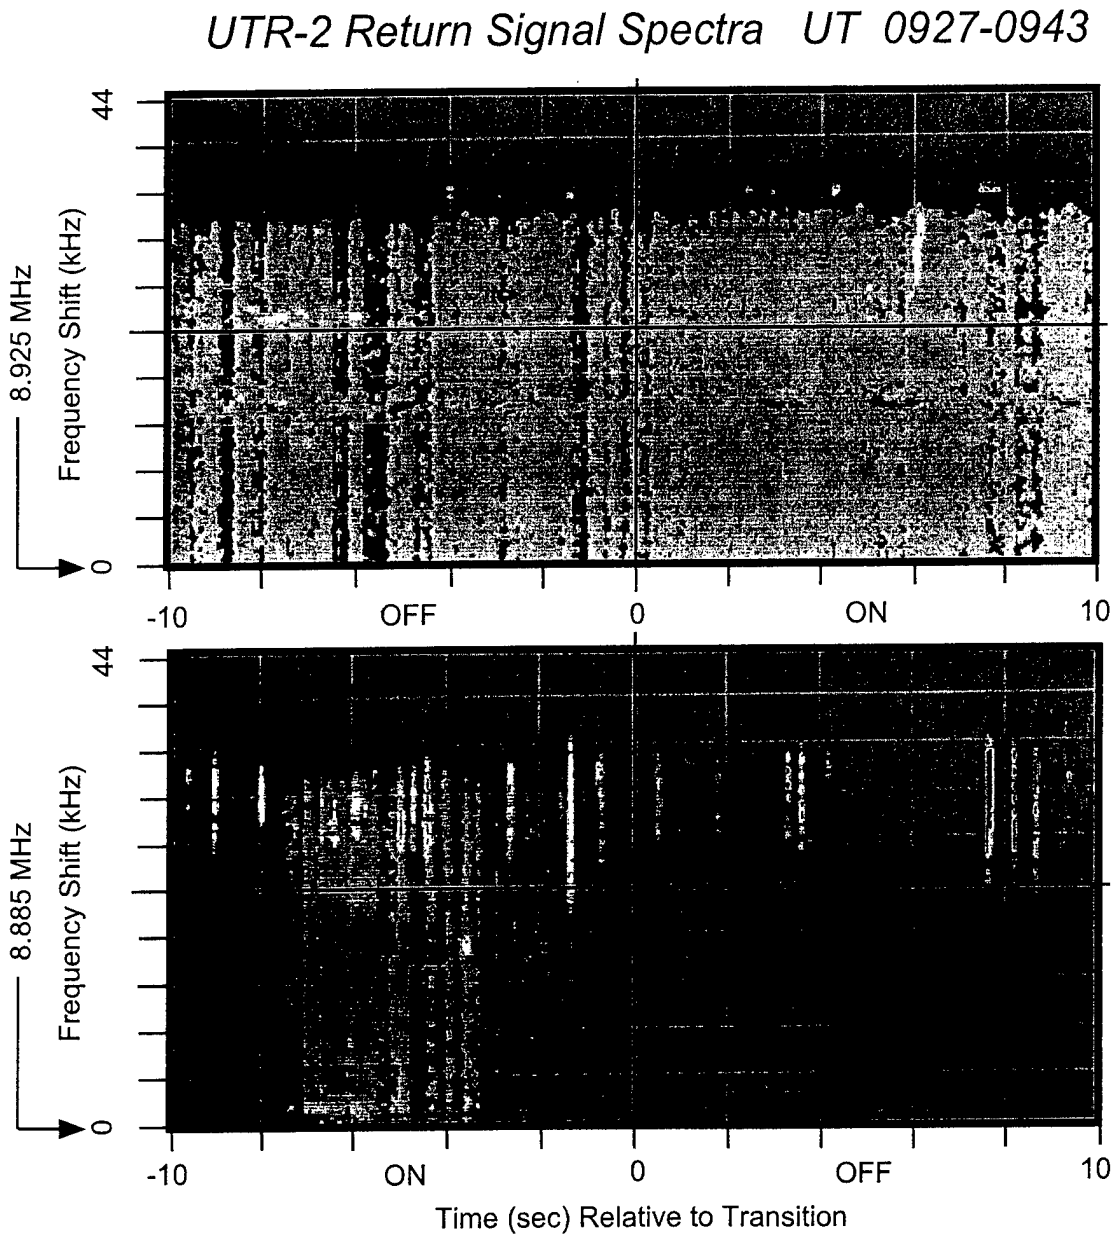 UTR-2 Return Signal Spectra UT 0927-0943
44
8.925 MHz
Frequency Shift (kHz)
0
-10 OFF 0 ON 10
44
8.885 MHz
Frequency Shift (kHz)
0
-10 ON 0 OFF 10
Time (sec) Relative to Transition